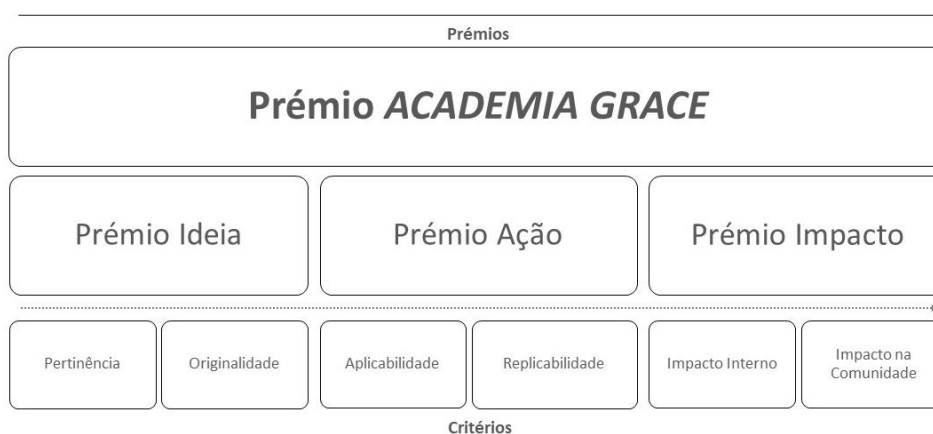 Prémios
Prémio ACADEMIA GRACE
Prémio Ideia
Prémio Ação
Prémio Impacto
Pertinência
Originalidade
Aplicabilidade
Replicabilidade
Impacto Interno
Impacto na
Comunidade
Critérios